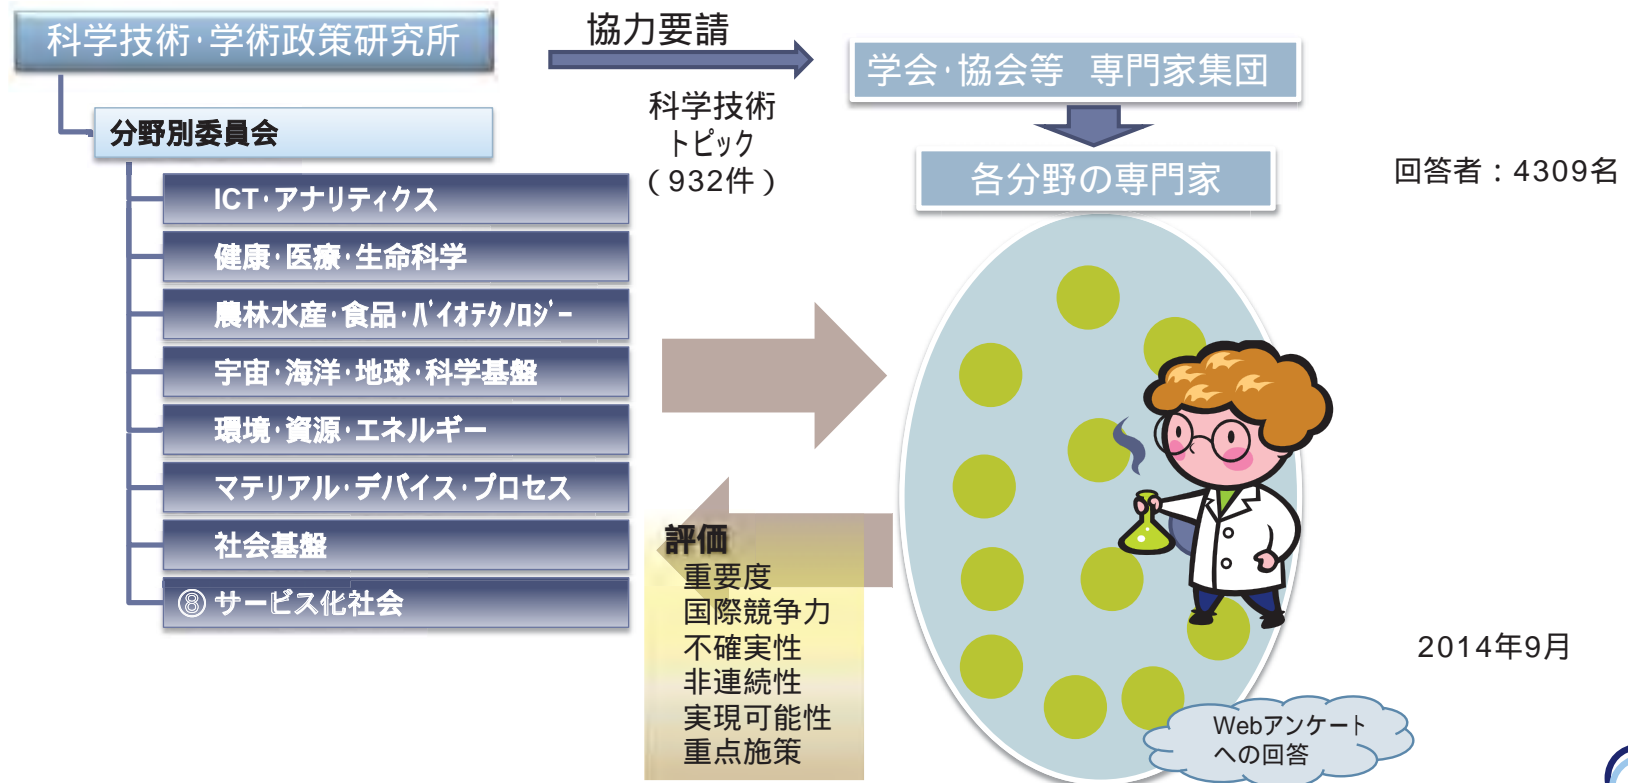 科学技術･学術政策研究所
分野別委員会
ICT･アナリティクス
健康･医療･生命科学
農林水産･食品･ﾊﾞｲｵﾃｸﾉﾛｼﾞｰ
宇宙･海洋･地球･科学基盤
環境･資源･エネルギー
マテリアル･デバイス･プロセス
社会基盤
⑧ サービス化社会
協力要請
科学技術
トピック
(932件)
学会･協会等 専門家集団
各分野の専門家
回答者：4309名
評価
重要度
国際競争力
不確実性
非連続性
実現可能性
重点施策
2014年9月
Webアンケート
への回答